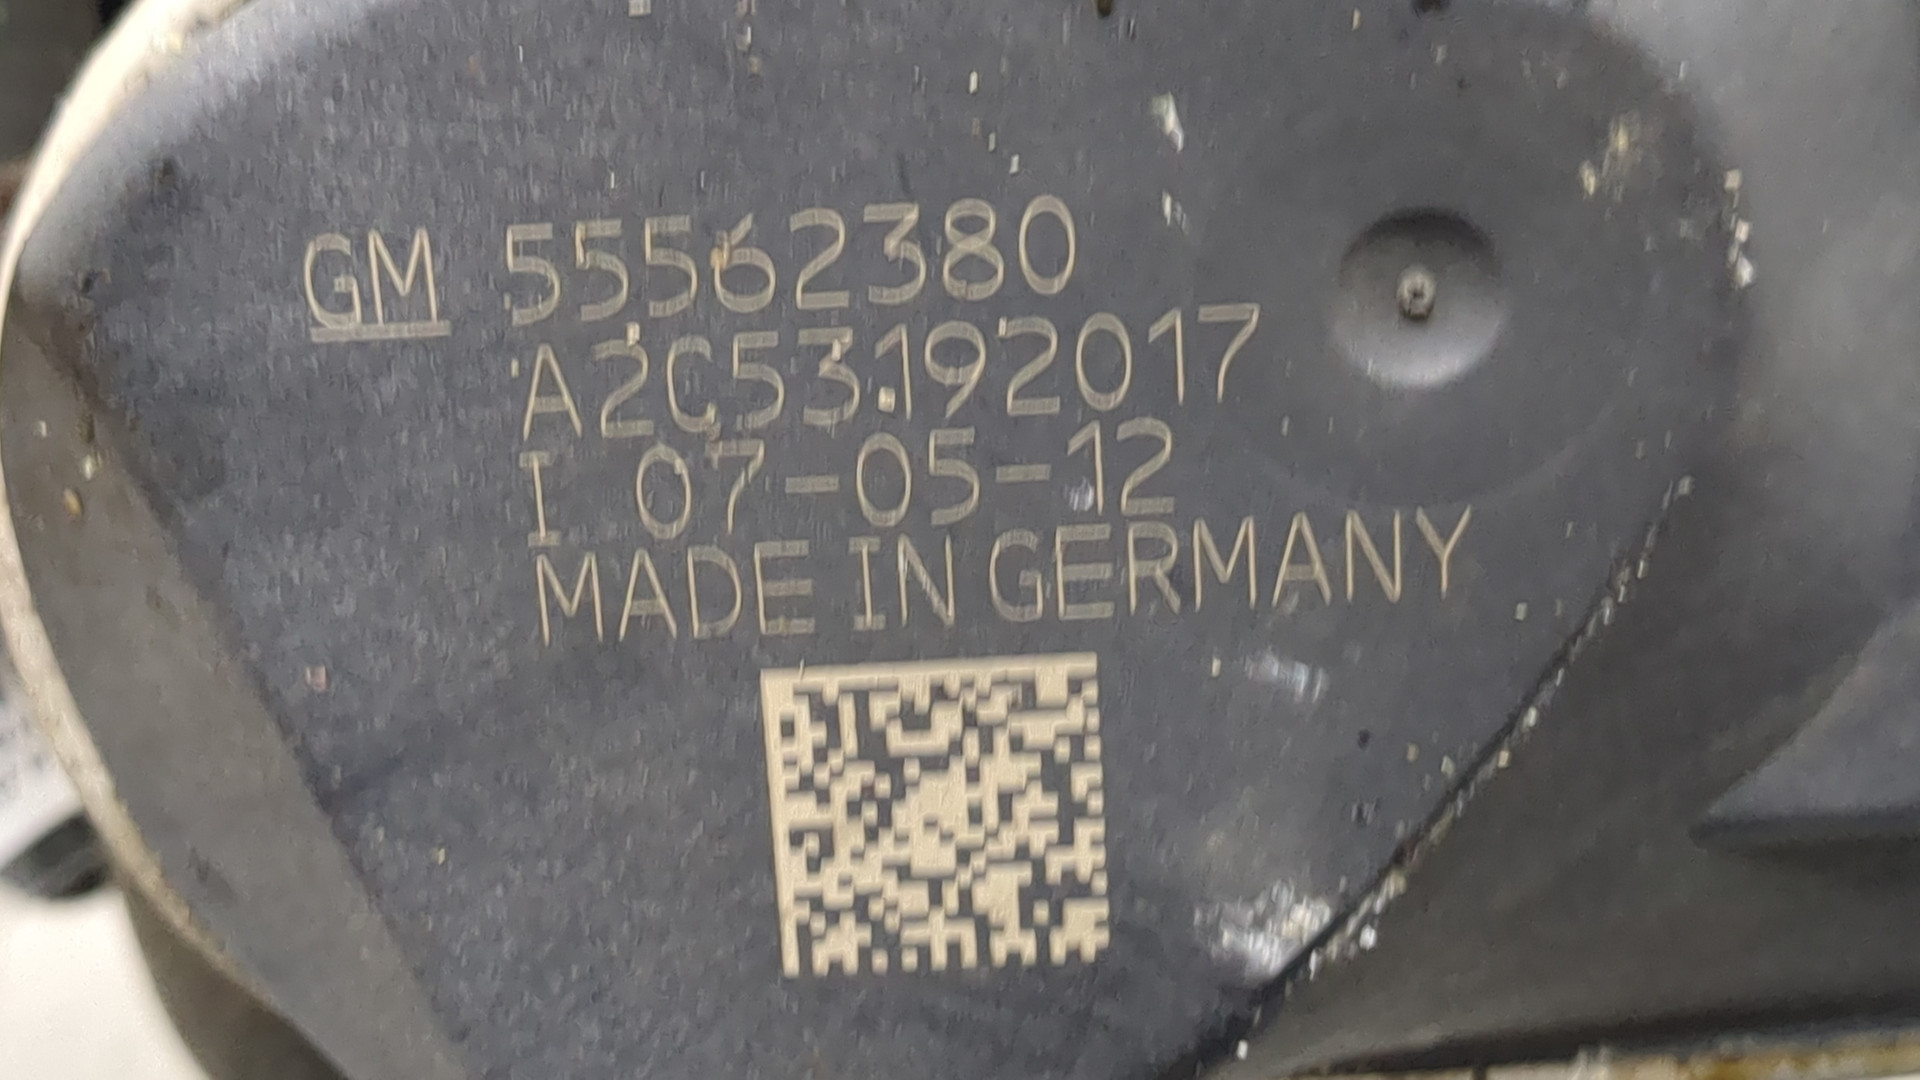 GM 55562380
A2C53192017
I 07-05-12
MADE IN GERMANY